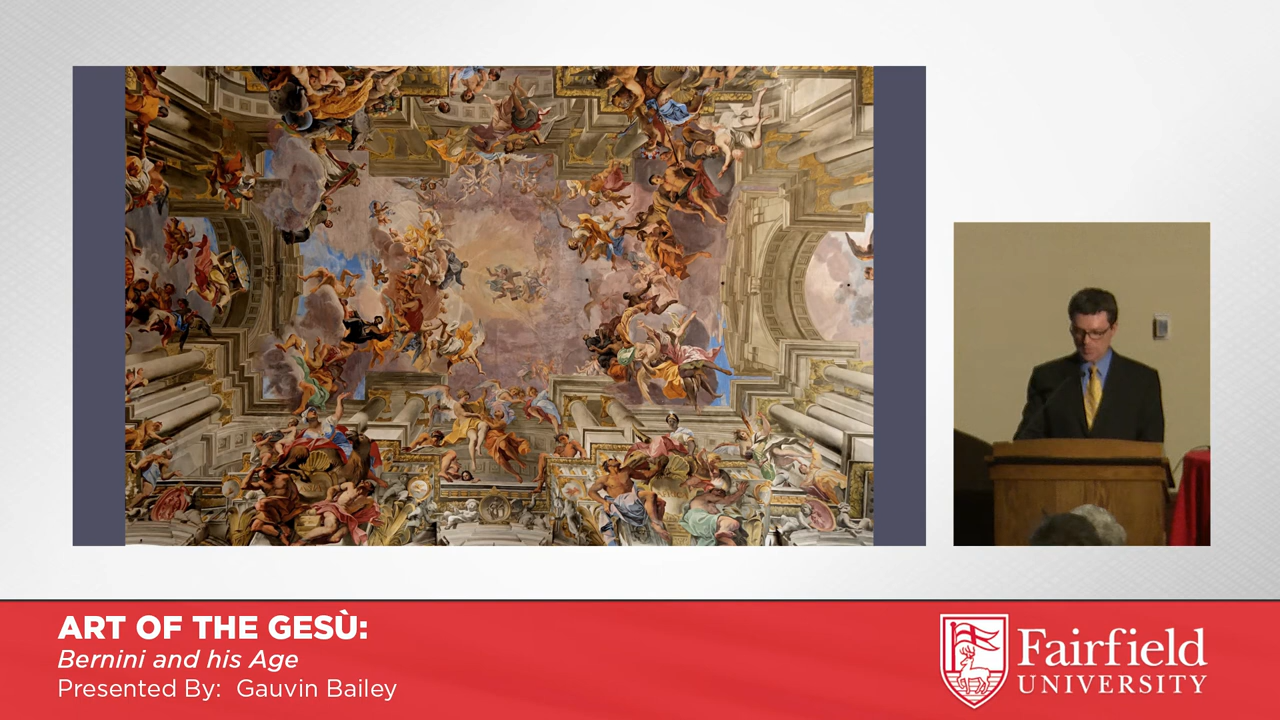 ART OF THE GESÙ:
Bernini and his Age
Presented By: Gauvin Bailey
Fairfield
UNIVERSITY